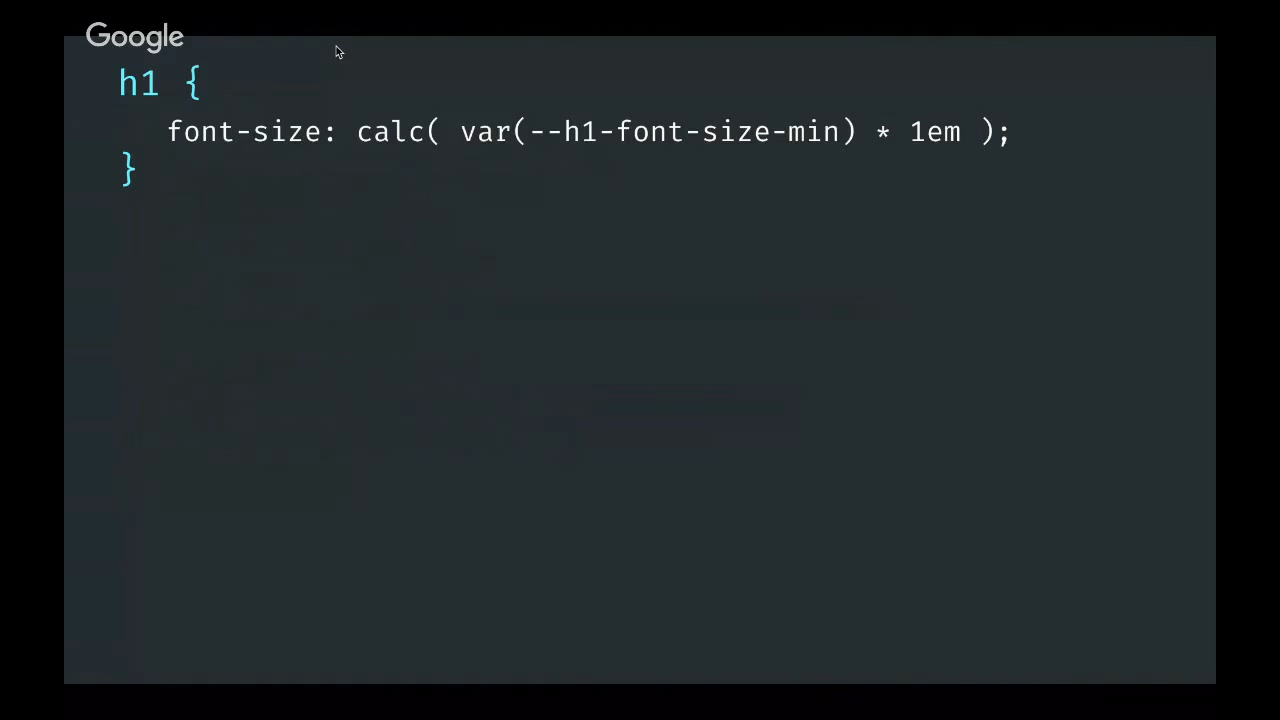 Google
h1 {
font-size: calc( var(--h1-font-size-min) * 1em );
}